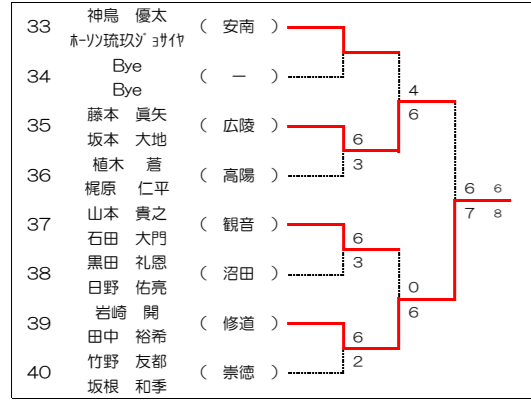 33 神鳥 優太 ( 安南 )
ホーソン琉玖ジョサイヤ
34 Bye ( ー )
Bye
4
6
35 藤本 眞矢 ( 広陵 )
坂本 大地
6
3
36 植木 蒼 ( 高陽 )
梶原 仁平
6 6
7 8
37 山本 貴之 ( 観音 )
石田 大門
6
3
38 黒田 礼恩 ( 沼田 )
日野 佑亮
0
6
39 岩崎 開 ( 修道 )
田中 裕希
6
2
40 竹野 友都 ( 崇徳 )
坂根 和季